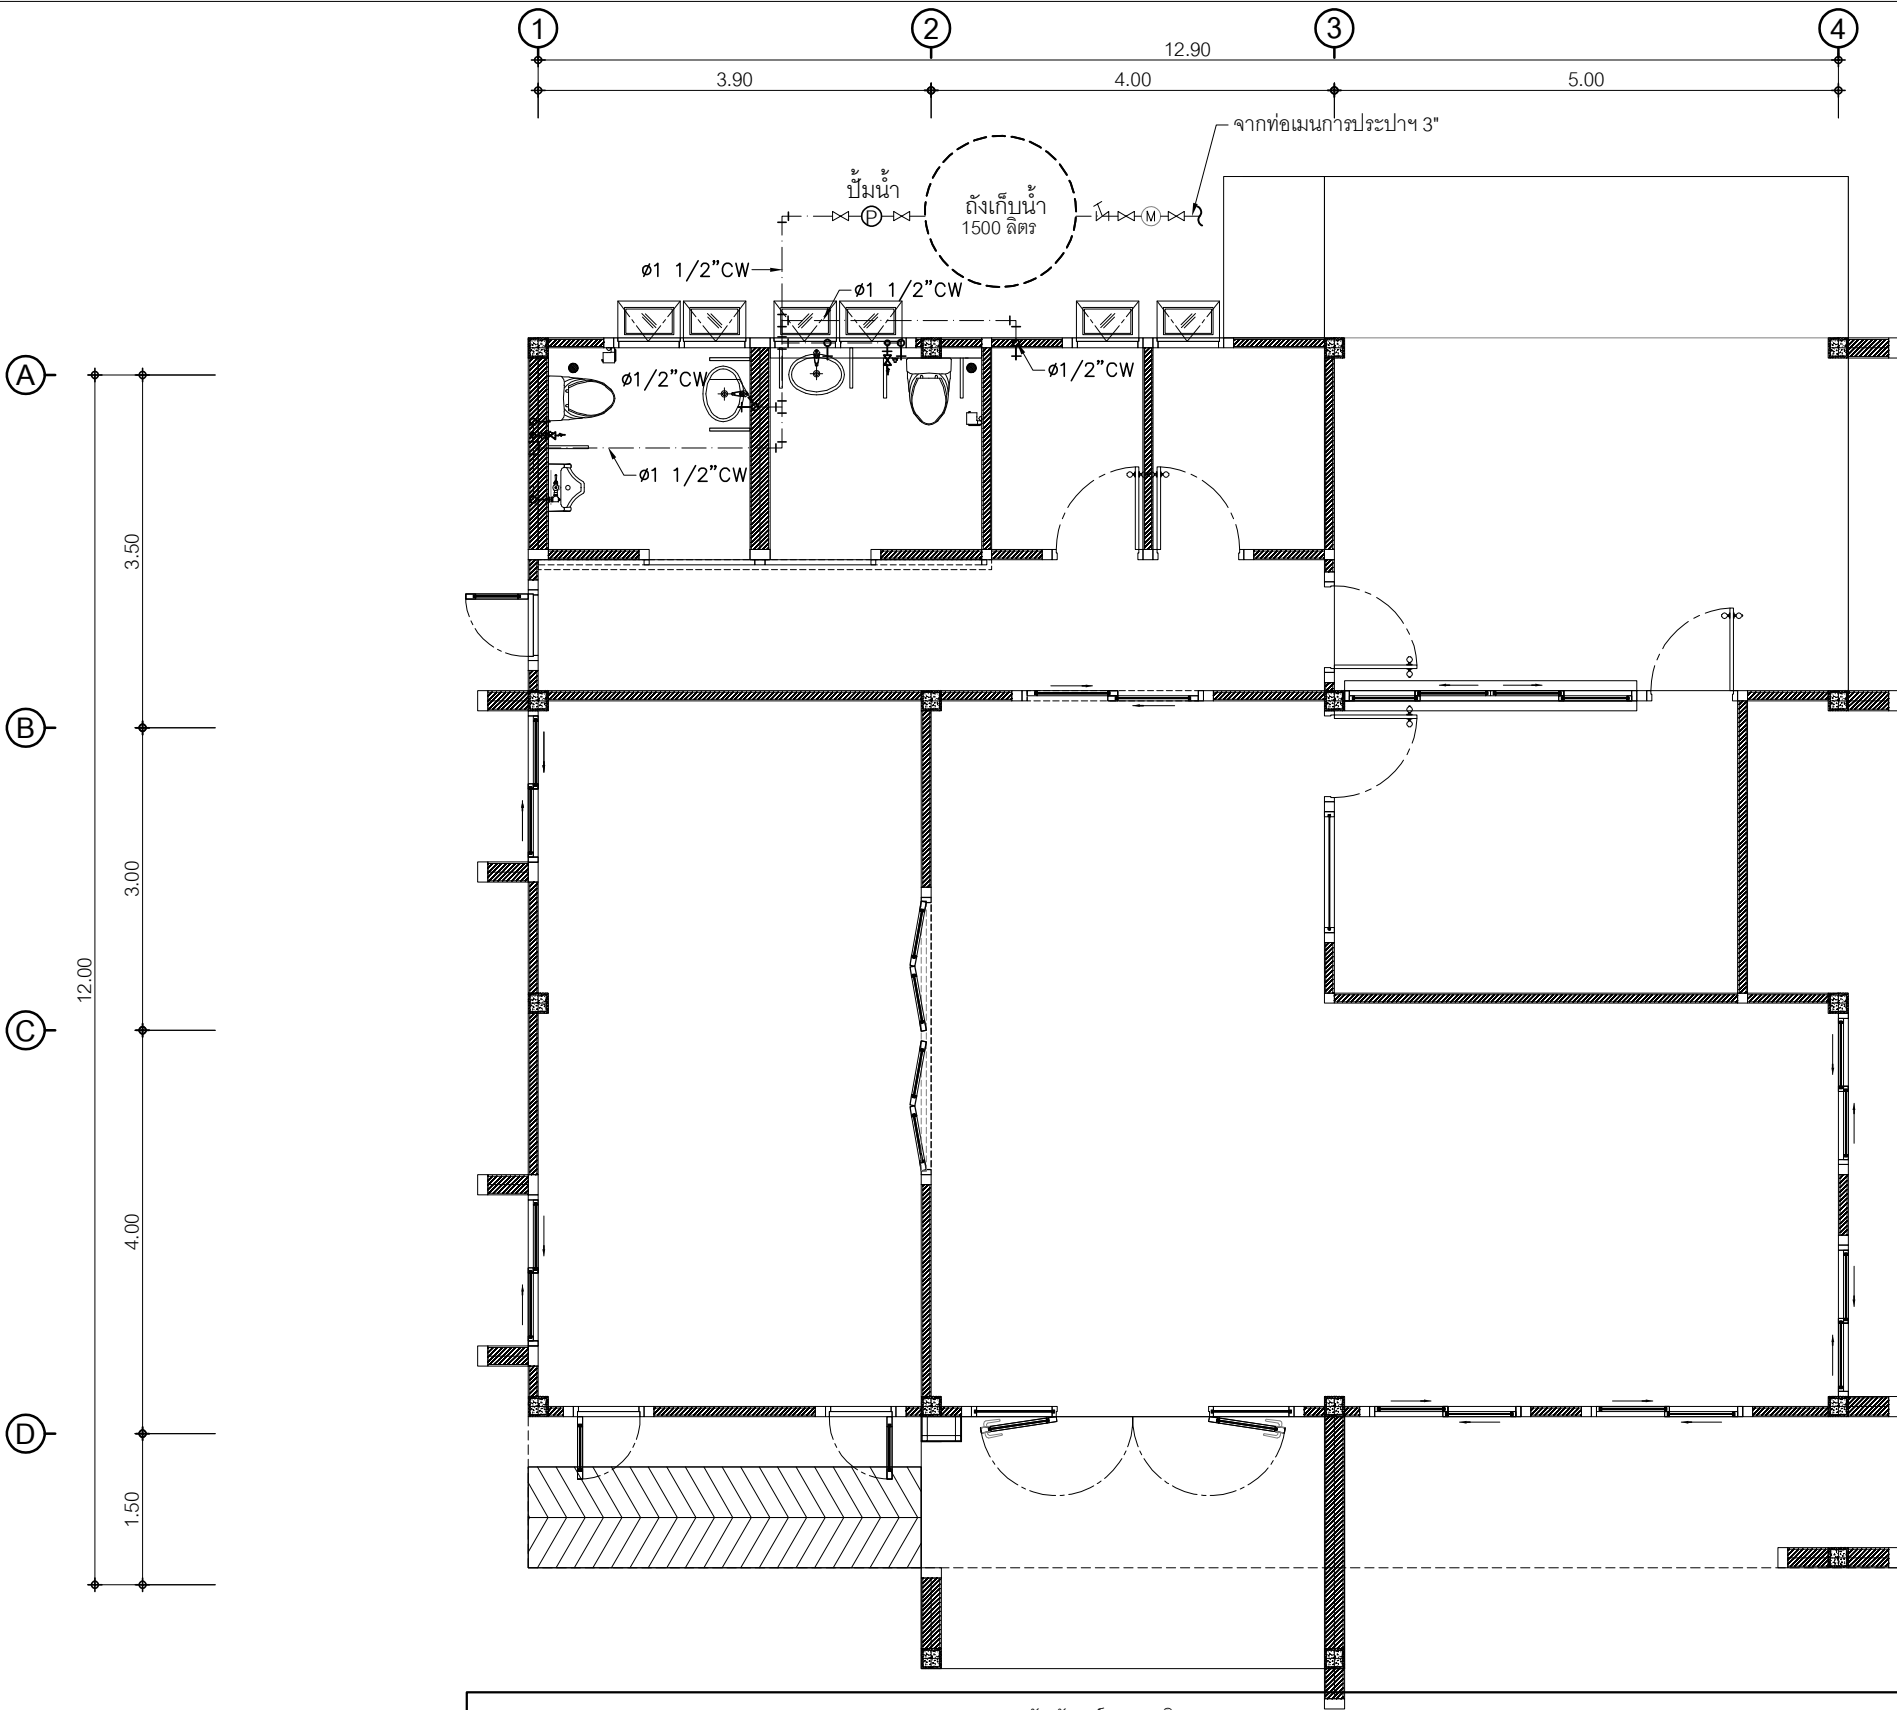 1 2 3 4
12.90
3.90 4.00 5.00
จากท่อเมนการประปาฯ 3"
ปั้มน้ำ
P
ถังเก็บน้ำ
1500 ลิตร
M
ø1 1/2”CW
ø1 1/2”CW
ø1/2”CW
ø1/2”CW
ø1 1/2”CW
A
3.50
B
3.00
12.00
C
4.00
D
1.50